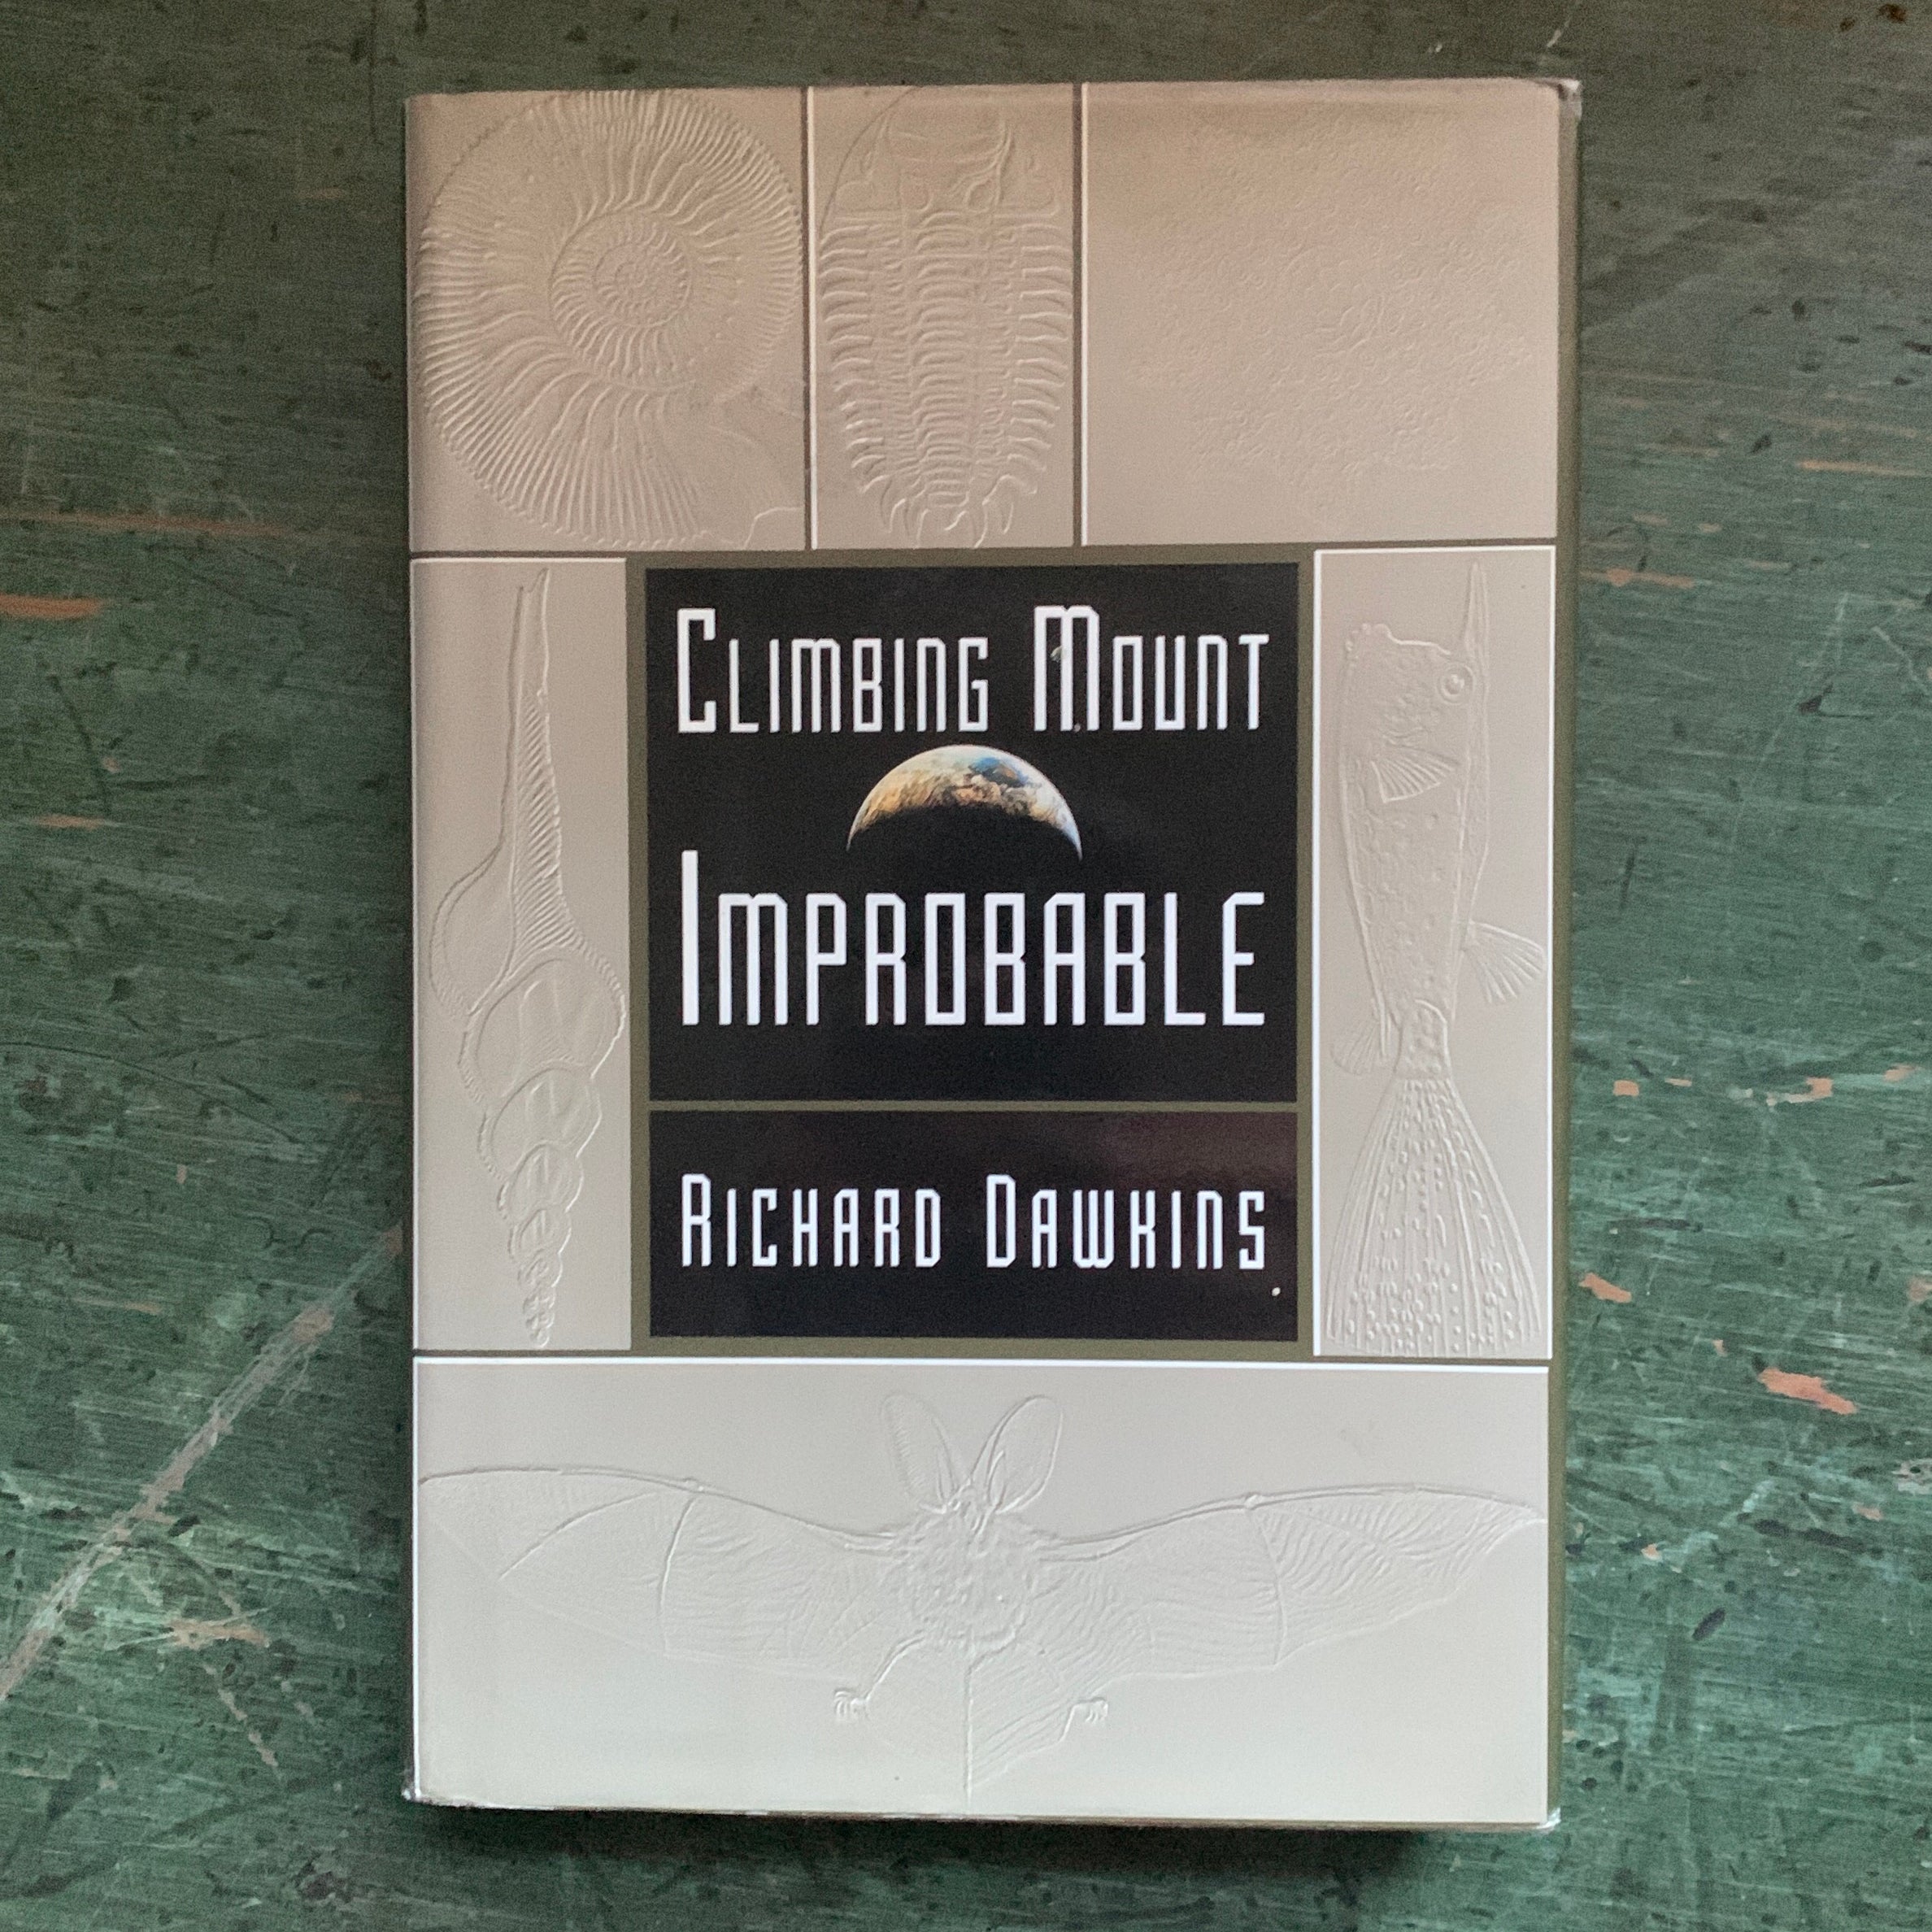 Climbing Mount
Improbable
Richard Dawkins